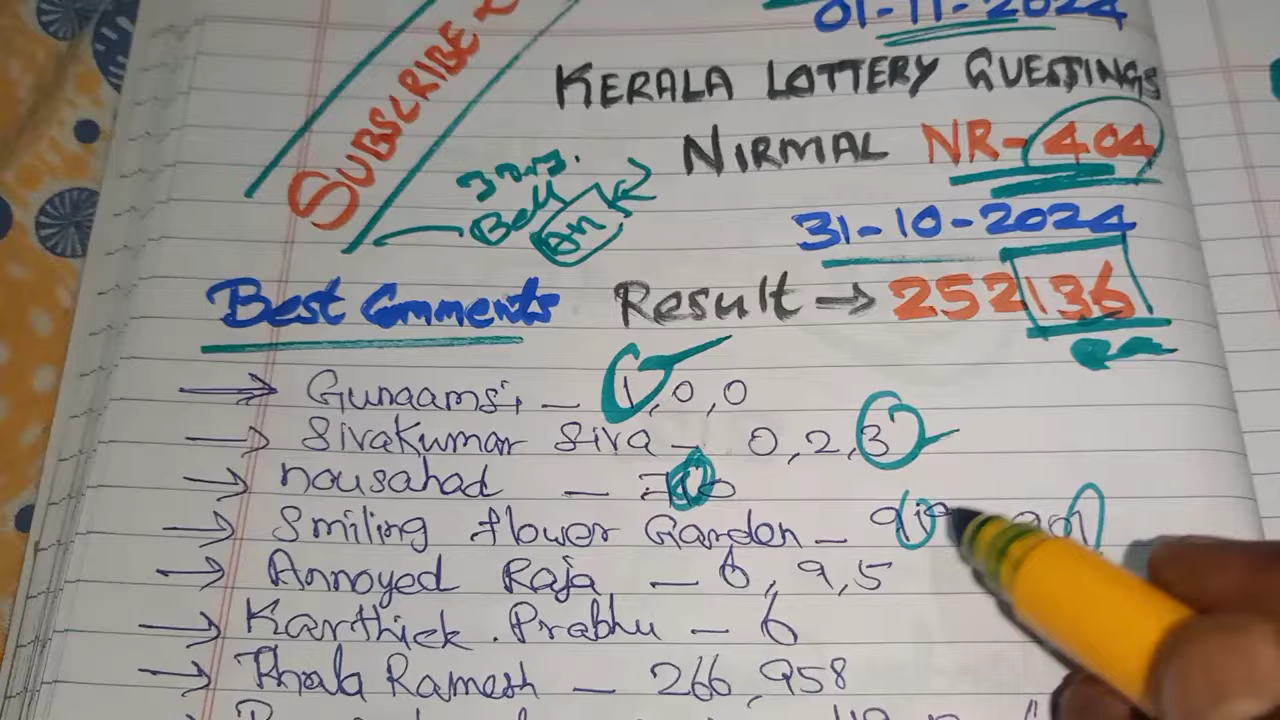 01-11-2024
SUBSCRIBE
KERALA LOTTERY GUESSINGS
NIRMAL NR-404
Bell
On
31-10-2024
Best Comments Result → 252136
Gunaams; - 1,0,0
Sivakumar Siva - 0,2,3
nousahad -
Smiling flower Garden -
Annoyed Raja - 6,9,5
Karthick.Prabhu - 6
Thala Ramesh - 266,958